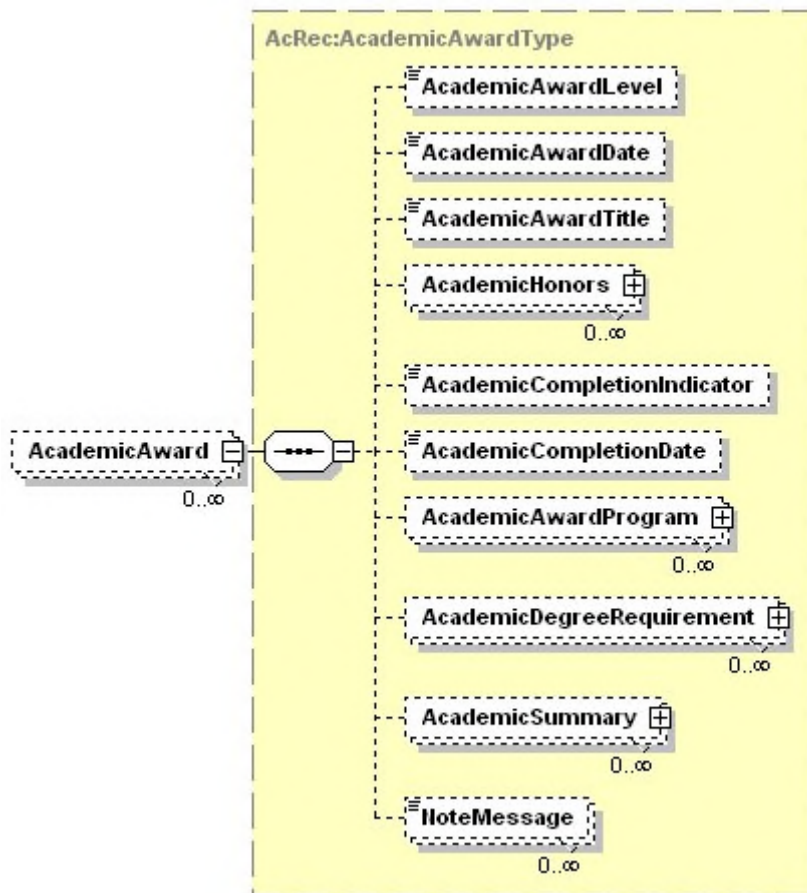 AcRec:AcademicAwardType
AcademicAwardLevel
AcademicAwardDate
AcademicAwardTitle
AcademicHonors
0..∞
AcademicCompletionIndicator
AcademicAward
0..∞
AcademicCompletionDate
AcademicAwardProgram
0..∞
AcademicDegreeRequirement
0..∞
AcademicSummary
0..∞
NoteMessage
0..∞